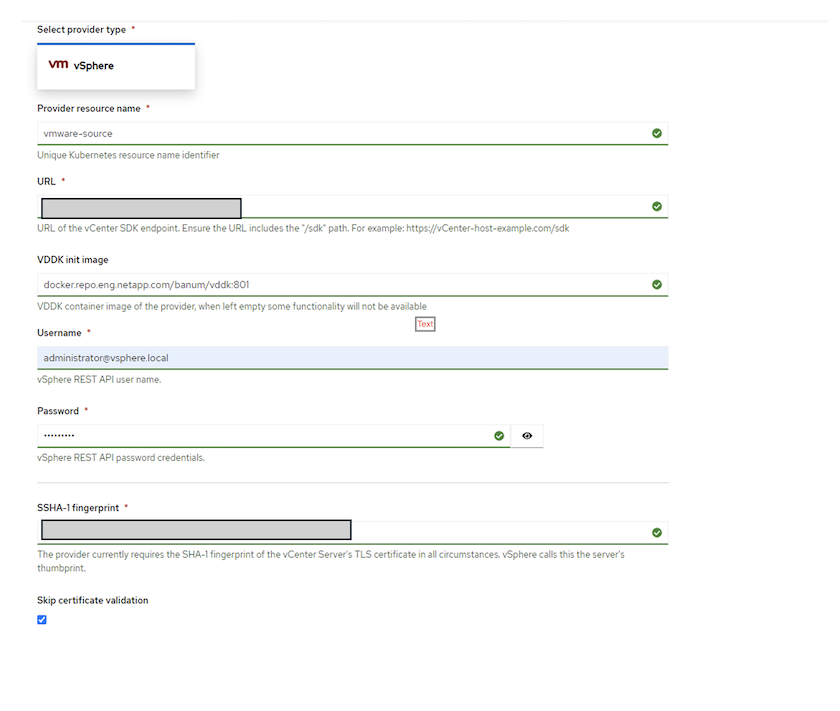 Select provider type *
vm vSphere
Provider resource name *
vmware-source
Unique Kubernetes resource name identifier
URL *
URL of the vCenter SDK endpoint. Ensure the URL includes the "/sdk" path. For example: https://vCenter-host-example.com/sdk
VDDK init image
docker.repo.eng.netapp.com/banum/vddk:801
VDDK container image of the provider, when left empty some functionality will not be available
Text
Username *
administrator@vsphere.local
vSphere REST API user name.
Password *
•••••••••
vSphere REST API password credentials.
SSHA-1 fingerprint *
The provider currently requires the SHA-1 fingerprint of the vCenter Server's TLS certificate in all circumstances. vSphere calls this the server's
thumbprint.
Skip certificate validation